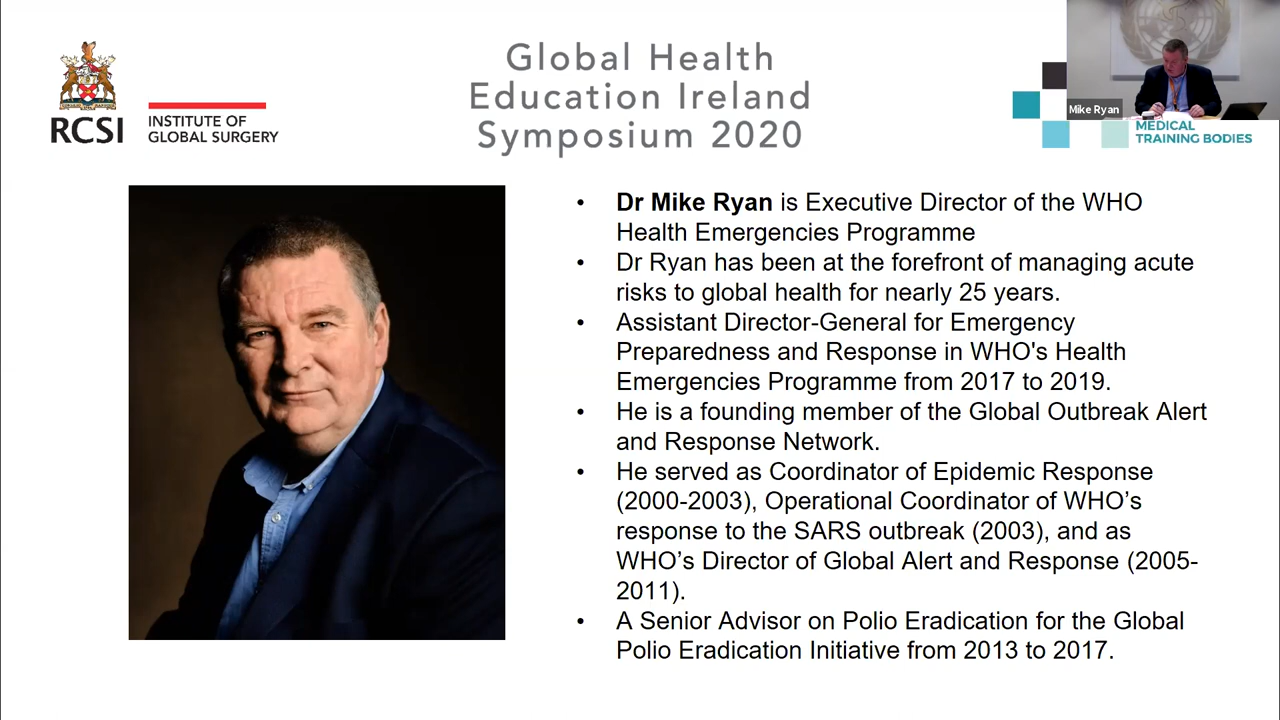 Global Health
Education Ireland
Symposium 2020
RCSI
INSTITUTE OF
GLOBAL SURGERY
Mike Ryan
MEDICAL
TRAINING BODIES
• Dr Mike Ryan is Executive Director of the WHO
Health Emergencies Programme
• Dr Ryan has been at the forefront of managing acute
risks to global health for nearly 25 years.
• Assistant Director-General for Emergency
Preparedness and Response in WHO's Health
Emergencies Programme from 2017 to 2019.
• He is a founding member of the Global Outbreak Alert
and Response Network.
• He served as Coordinator of Epidemic Response
(2000-2003), Operational Coordinator of WHO’s
response to the SARS outbreak (2003), and as
WHO’s Director of Global Alert and Response (2005-
2011).
• A Senior Advisor on Polio Eradication for the Global
Polio Eradication Initiative from 2013 to 2017.